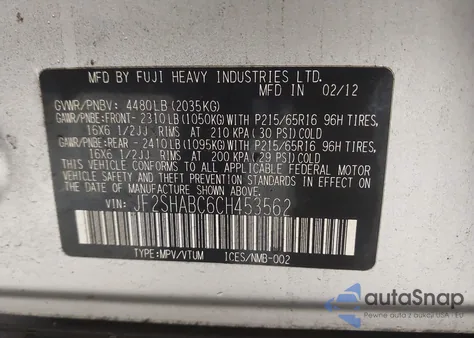 MFD BY FUJI HEAVY INDUSTRIES LTD.
MFD IN 02/12
GVWR/PNBV: 4480LB (2035KG)
GAWR/PNBE:FRONT- 2310LB(1050KG)WITH P215/65R16 96H TIRES,
16X6 1/2JJ RIMS AT 210 KPA (30 PSI)COLD
GAWR/PNBE:REAR - 2410LB(1095KG)WITH P215/65R16 96H TIRES,
16X6 1/2JJ RIMS AT 200 KPA (29 PSI)COLD
THIS VEHICLE CONFORMS TO ALL APPLICABLE FEDERAL MOTOR
VEHICLE SAFETY AND THEFT PREVENTION STANDARDS IN
EFFECT ON THE DATE OF MANUFACTURE SHOWN ABOVE.
VIN: JF2SHABC6CH453562
TYPE:MPV/VTUM ICES/NMB-002
autoSnap
Pewne auto z USA i EU